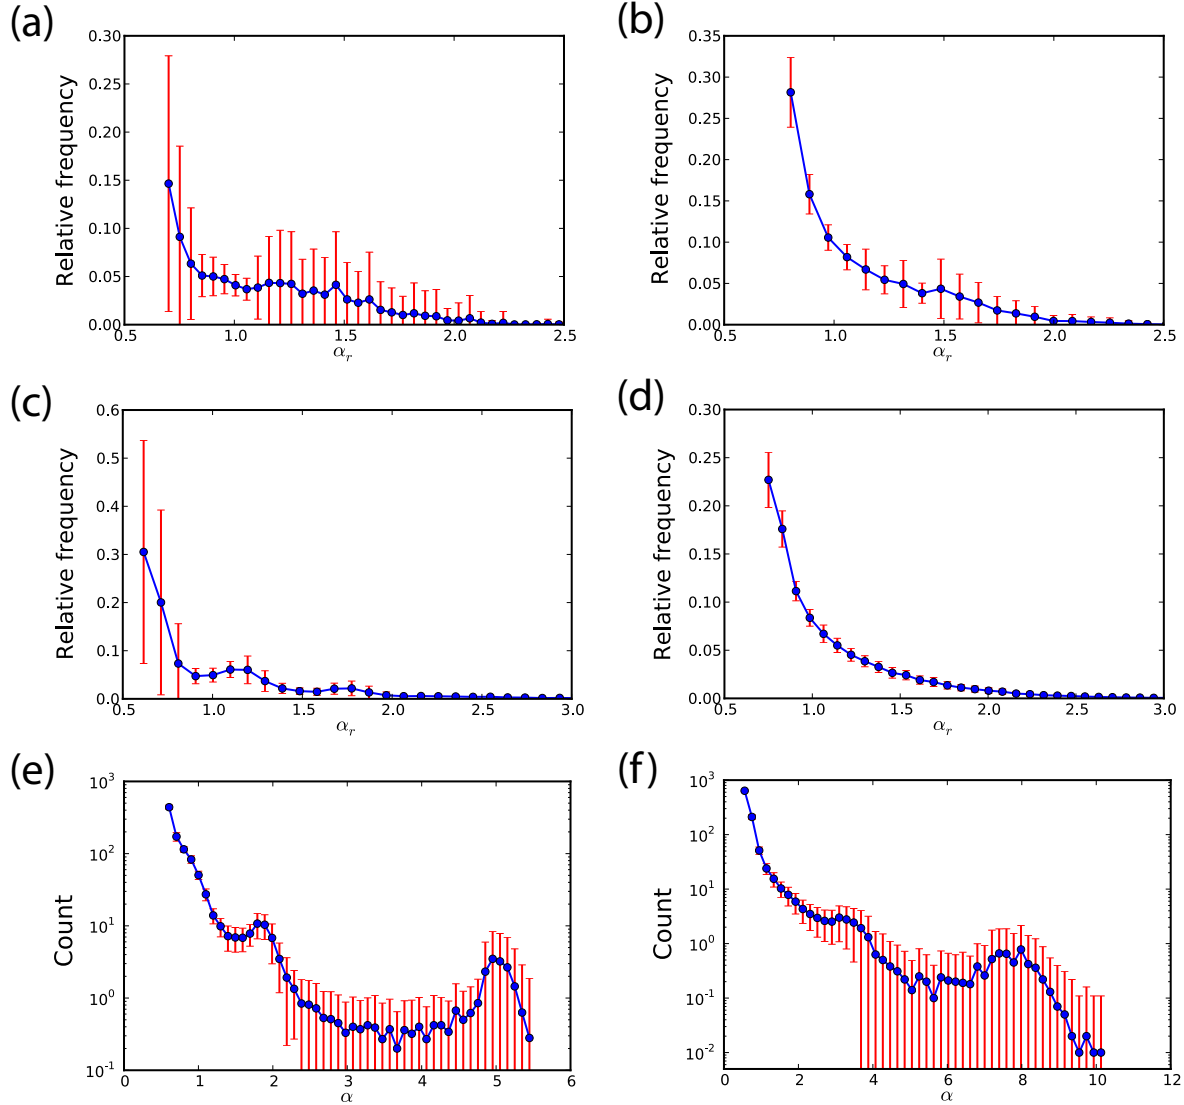 (a)
Relative frequency
0.30
0.25
0.20
0.15
0.10
0.05
0.00
0.5 1.0 1.5 2.0 2.5
α_r
(b)
Relative frequency
0.35
0.30
0.25
0.20
0.15
0.10
0.05
0.00
0.5 1.0 1.5 2.0 2.5
α_r
(c)
Relative frequency
0.6
0.5
0.4
0.3
0.2
0.1
0.0
0.5 1.0 1.5 2.0 2.5 3.0
α_r
(d)
Relative frequency
0.30
0.25
0.20
0.15
0.10
0.05
0.00
0.5 1.0 1.5 2.0 2.5 3.0
α_r
(e)
Count
10³
10²
10¹
10⁰
10⁻¹
0 1 2 3 4 5 6
α
(f)
Count
10³
10²
10¹
10⁰
10⁻¹
10⁻²
0 2 4 6 8 10 12
α